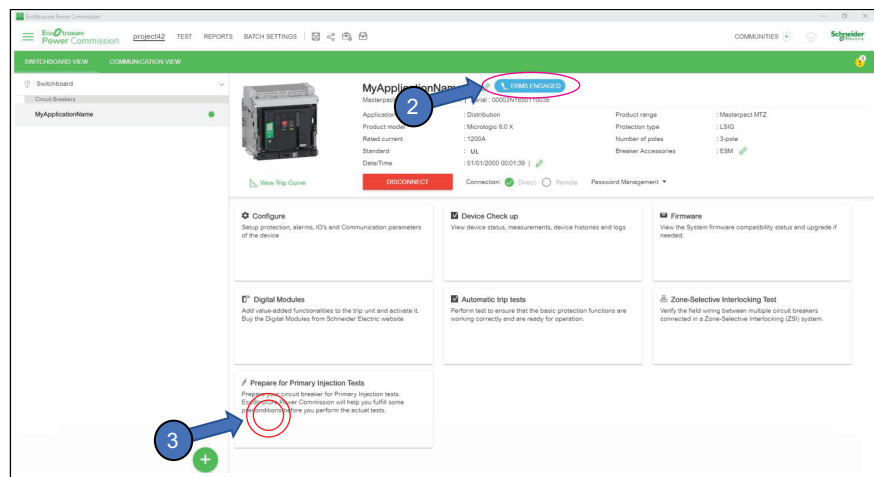 EcoStruxure Power Commission
EcoStruxure
Power Commission project42 TEST REPORTS BATCH SETTINGS COMMUNITIES Schneider Electric
SWITCHBOARD VIEW COMMUNICATION VIEW
Switchboard
Circuit Breakers
MyApplicationName
MyApplicationName ERMS ENGAGED
2
Application : Distribution Product range : Masterpact MTZ
Product model : Micrologic 6.0 X Protection type : LSIG
Rated current : 1200A Number of poles : 3-pole
Standard : UL Breaker Accessories : ESM
Date/Time : 01/01/2000 00:01:39 |
View Trip Curve DISCONNECT Connection: Direct Remote Password Management
Configure
Setup protection, alarms, IO's and Communication parameters
of the device
Device Check up
View device status, measurements, device histories and logs
Firmware
View the System firmware compatibility status and upgrade if
needed.
Digital Modules
Add value-added functionalities to the trip unit and activate it.
Buy the Digital Modules from Schneider Electric website
Automatic trip tests
Perform test to ensure that the basic protection functions are
working correctly and are ready for operation.
Zone-Selective Interlocking Test
Verify the field wiring between multiple circuit breakers
connected in a Zone-Selective Interlocking (ZSI) system.
Prepare for Primary Injection Tests
Prepare your circuit breaker for Primary Injection tests.
EcoStruxure Power Commission will help you fulfill some
preconditions before you perform the actual tests.
3
+